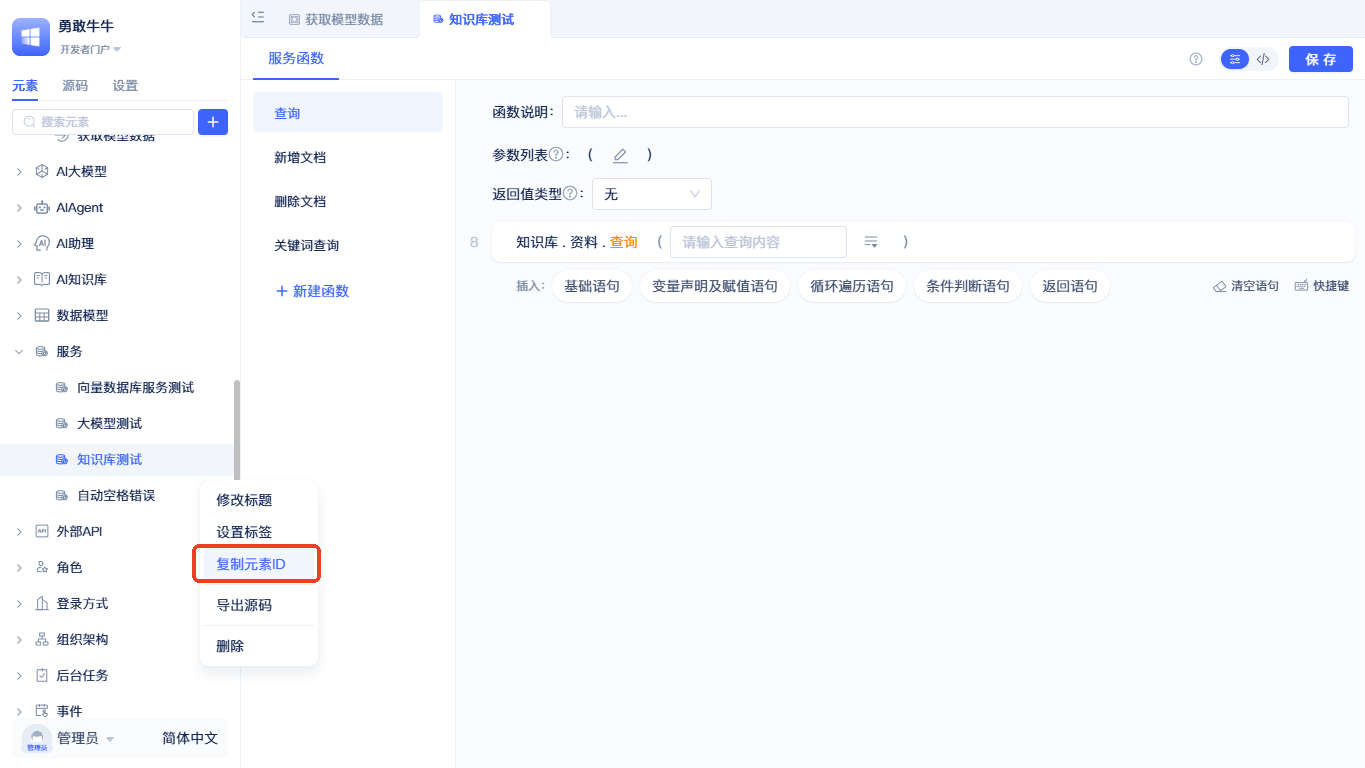 勇敢牛牛
开发者门户
元素 源码 设置
搜索元素
获取模型数据
AI大模型
AIAgent
AI助理
AI知识库
数据模型
服务
向量数据库服务测试
大模型测试
知识库测试
自动空格错误
外部API
角色
登录方式
组织架构
后台任务
事件
管理员
管理员 简体中文
修改标题
设置标签
复制元素ID
导出源码
删除
获取模型数据 知识库测试
服务函数
保 存
查询
新增文档
删除文档
关键词查询
+ 新建函数
函数说明： 请输入...
参数列表?： ( )
返回值类型?： 无
8 知识库 . 资料 . 查询 ( 请输入查询内容 )
插入： 基础语句 变量声明及赋值语句 循环遍历语句 条件判断语句 返回语句 清空语句 快捷键